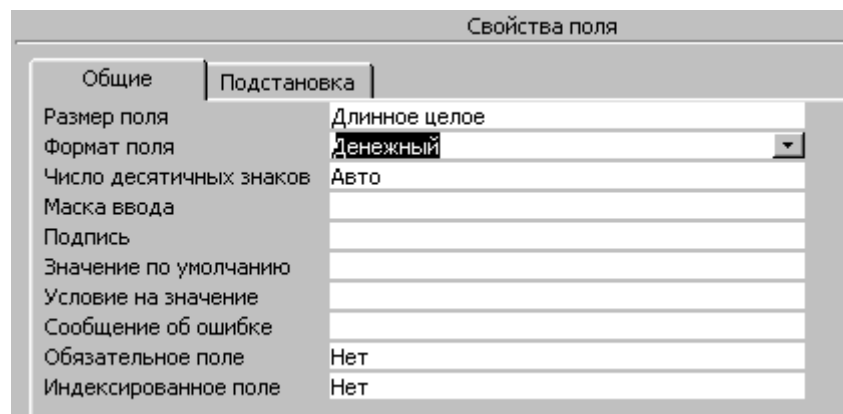 Свойства поля
Общие Подстановка
Размер поля Длинное целое
Формат поля Денежный
Число десятичных знаков Авто
Маска ввода
Подпись
Значение по умолчанию
Условие на значение
Сообщение об ошибке
Обязательное поле Нет
Индексированное поле Нет